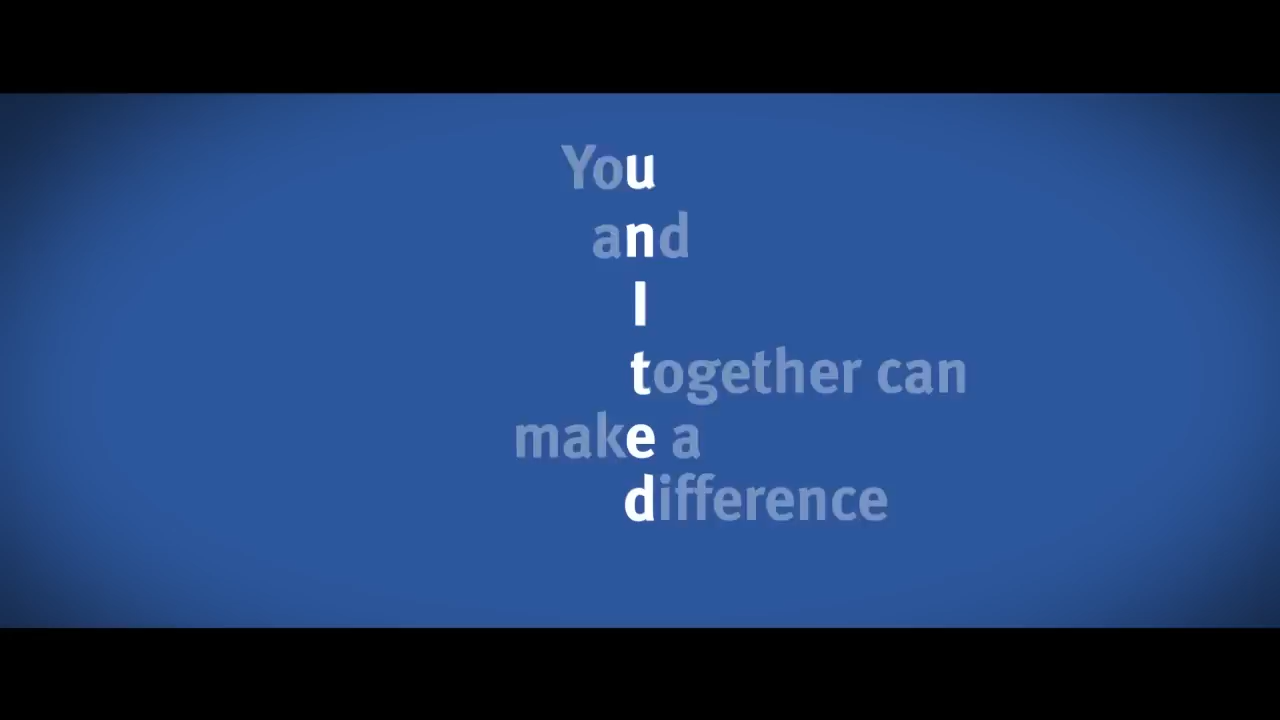 You
and
I
together can
make a
difference